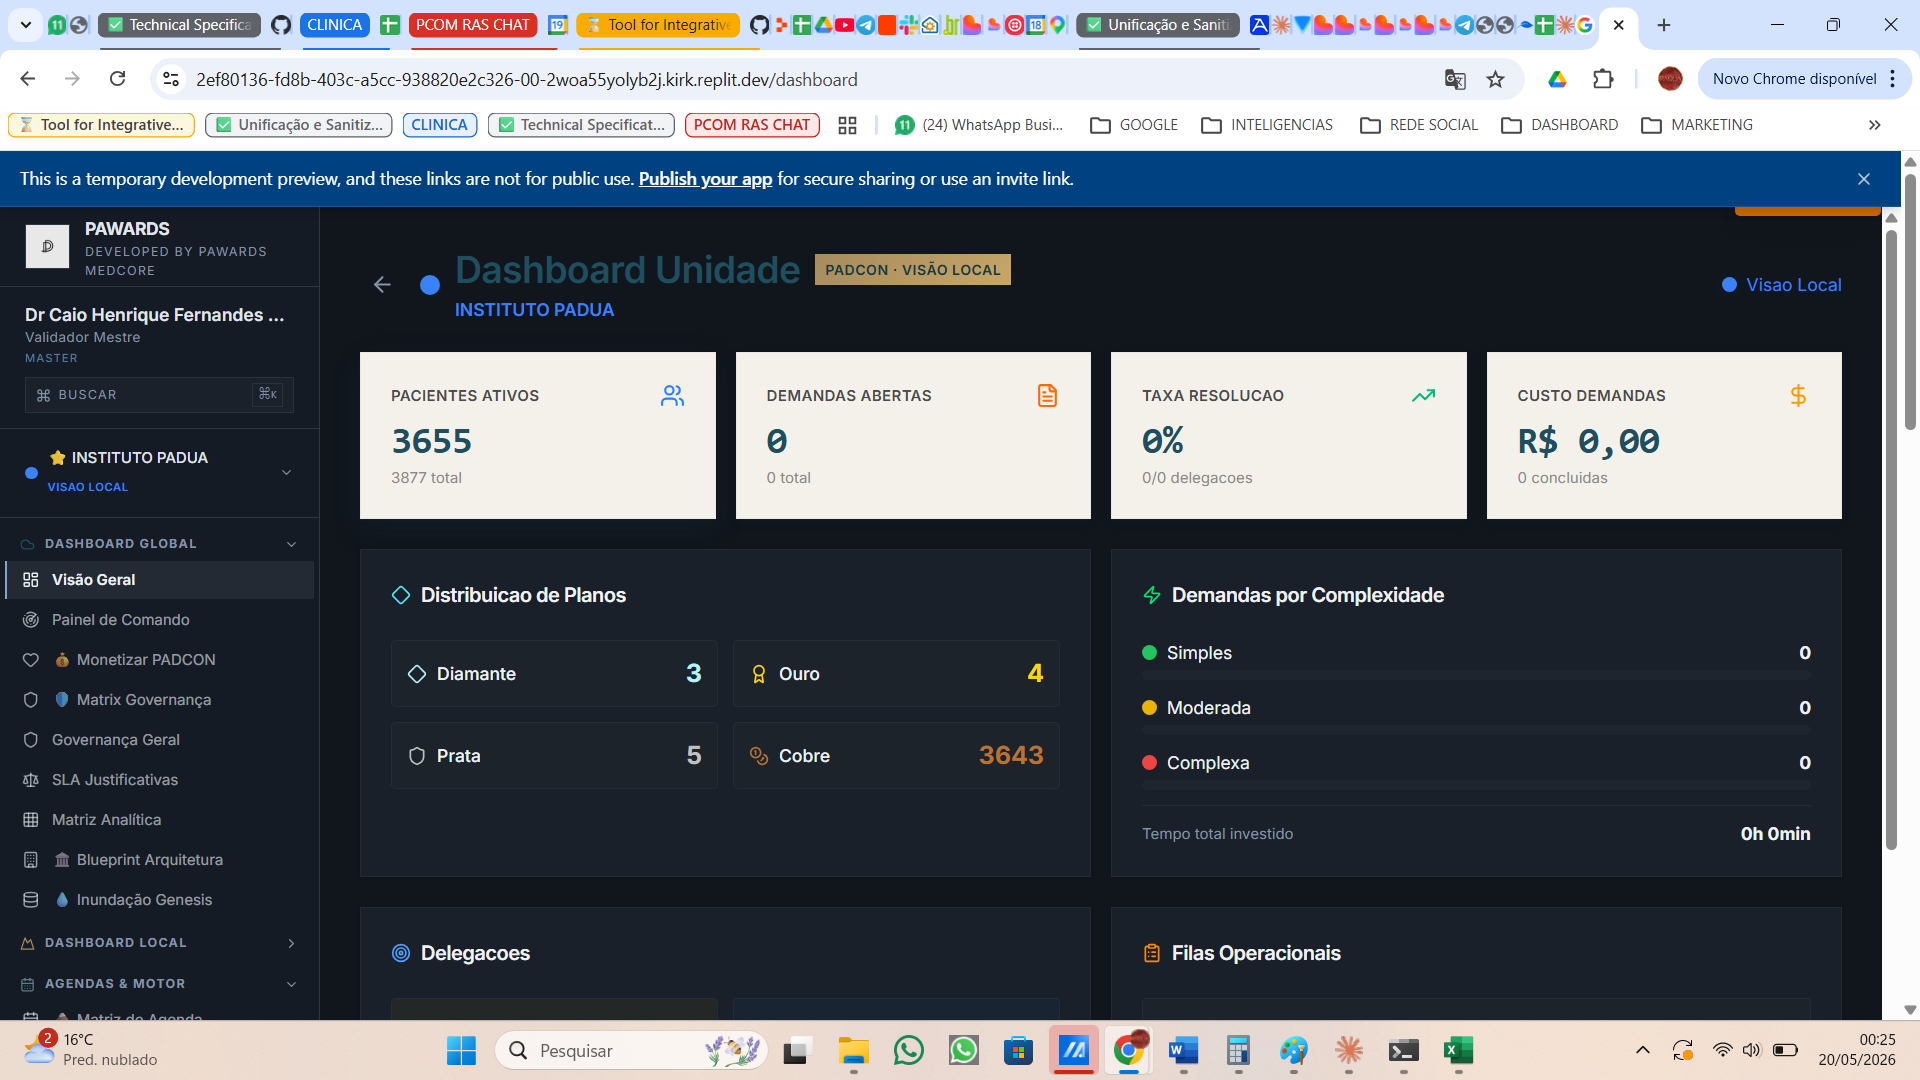 Technical Specifica
CLINICA
PCOM RAS CHAT
Tool for Integrative
Unificação e Saniti
2ef80136-fd8b-403c-a5cc-938820e2c326-00-2woa55yolyb2j.kirk.replit.dev/dashboard
Novo Chrome disponível
Tool for Integrative...
Unificação e Sanitiz...
CLINICA
Technical Specificat...
PCOM RAS CHAT
(24) WhatsApp Busi...
GOOGLE
INTELIGENCIAS
REDE SOCIAL
DASHBOARD
MARKETING
This is a temporary development preview, and these links are not for public use. Publish your app for secure sharing or use an invite link.
PAWARDS
DEVELOPED BY PAWARDS
MEDCORE
Dr Caio Henrique Fernandes ...
Validador Mestre
MASTER
BUSCAR
⌘K
INSTITUTO PADUA
VISAO LOCAL
DASHBOARD GLOBAL
Visão Geral
Painel de Comando
Monetizar PADCON
Matrix Governança
Governança Geral
SLA Justificativas
Matriz Analítica
Blueprint Arquitetura
Inundação Genesis
DASHBOARD LOCAL
AGENDAS & MOTOR
Matriz de Agenda
Dashboard Unidade
PADCON · VISÃO LOCAL
INSTITUTO PADUA
Visao Local
PACIENTES ATIVOS
3655
3877 total
DEMANDAS ABERTAS
0
0 total
TAXA RESOLUCAO
0%
0/0 delegacoes
CUSTO DEMANDAS
R$ 0,00
0 concluidas
Distribuicao de Planos
Diamante 3
Ouro 4
Prata 5
Cobre 3643
Demandas por Complexidade
Simples 0
Moderada 0
Complexa 0
Tempo total investido 0h 0min
Delegacoes
Filas Operacionais
2
16°C
Pred. nublado
Pesquisar
00:25
20/05/2026